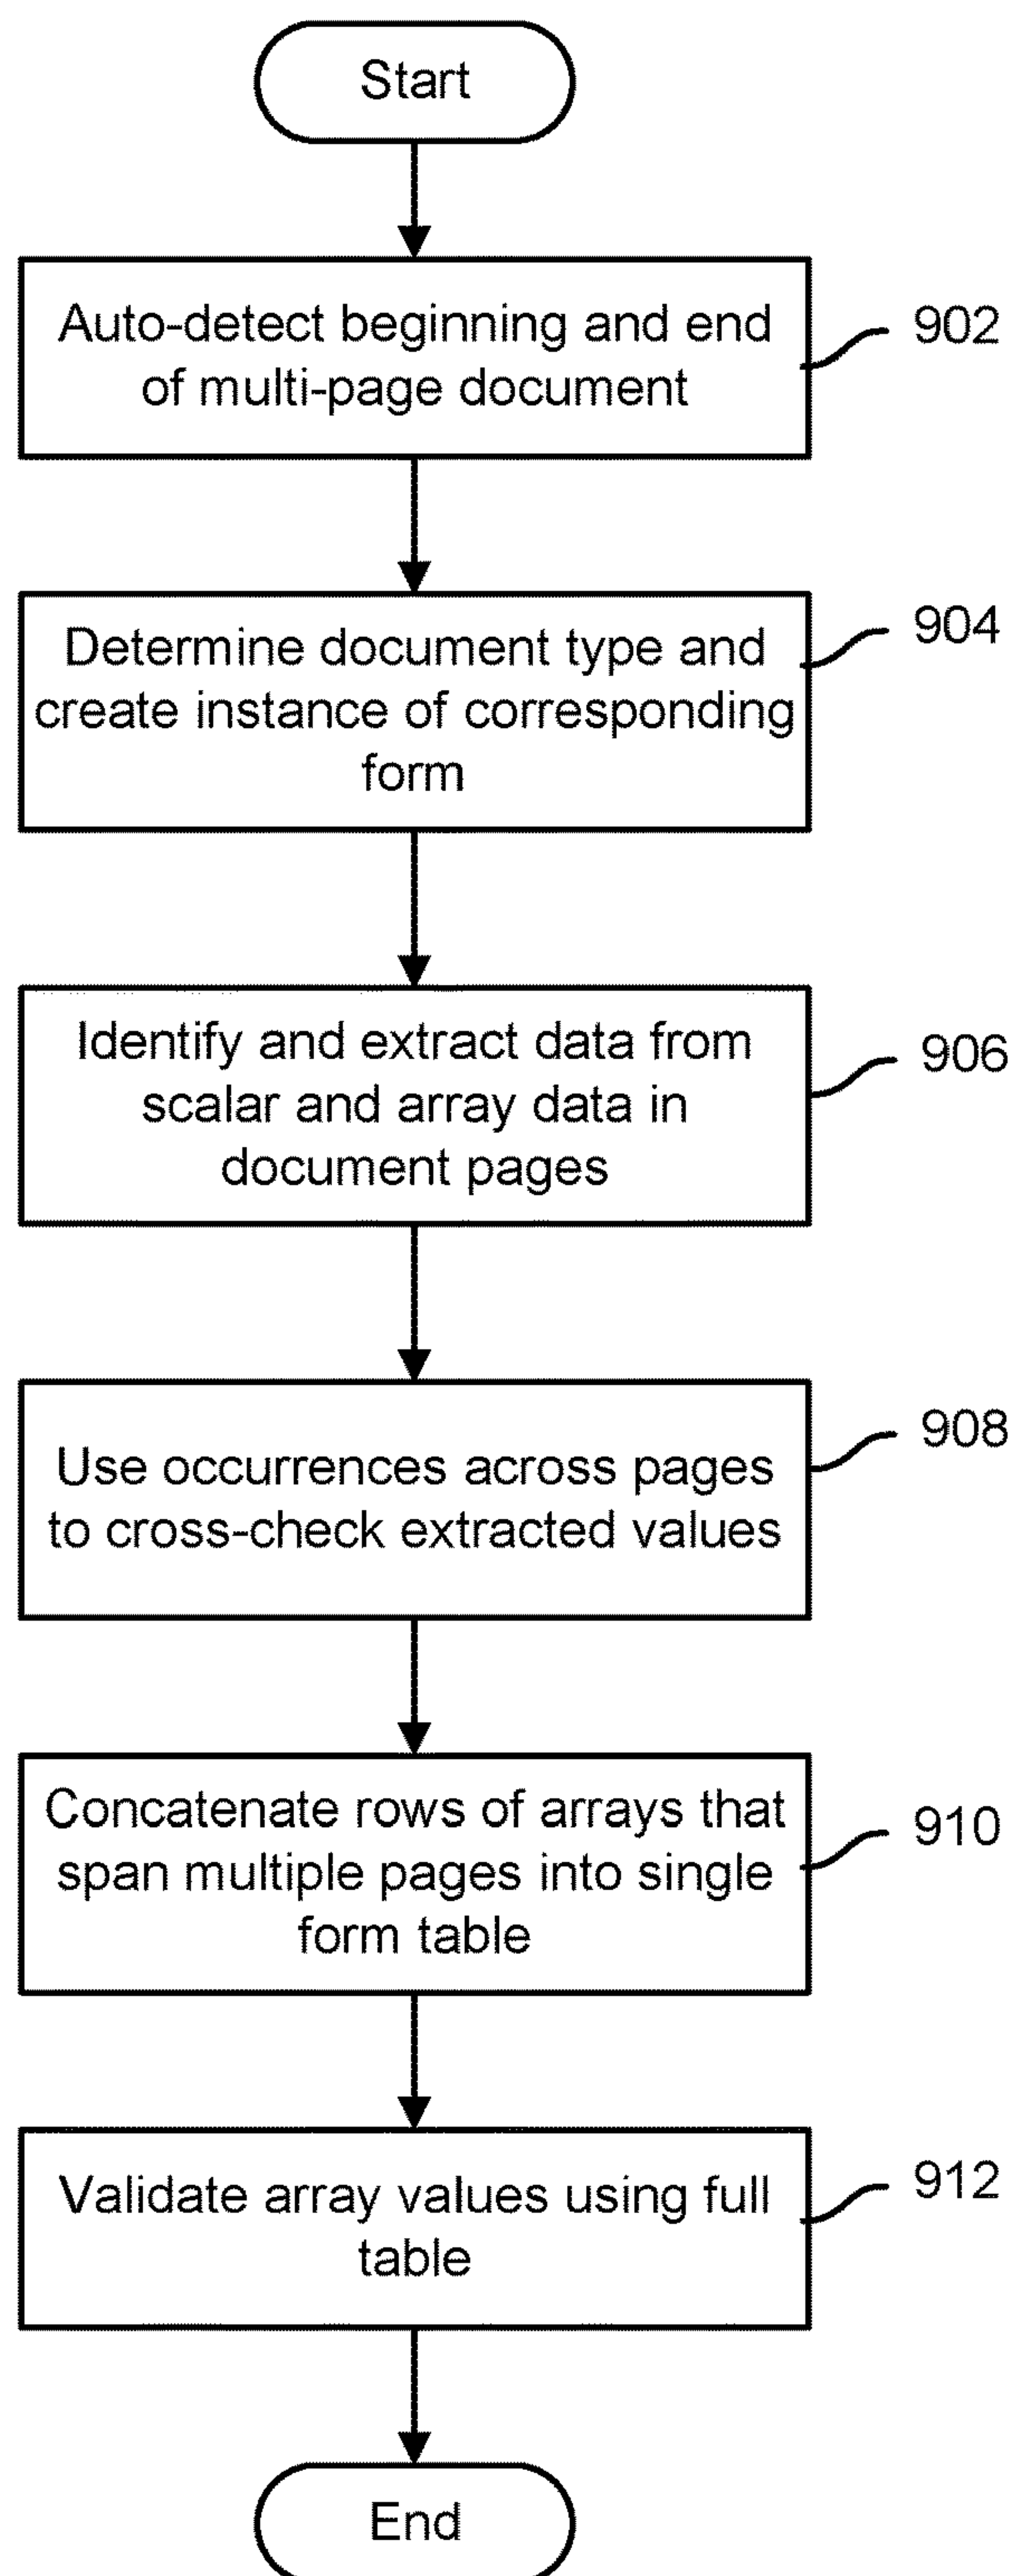 Start
Auto-detect beginning and end
of multi-page document
902
Determine document type and
create instance of corresponding
form
904
Identify and extract data from
scalar and array data in
document pages
906
Use occurrences across pages
to cross-check extracted values
908
Concatenate rows of arrays that
span multiple pages into single
form table
910
Validate array values using full
table
912
End